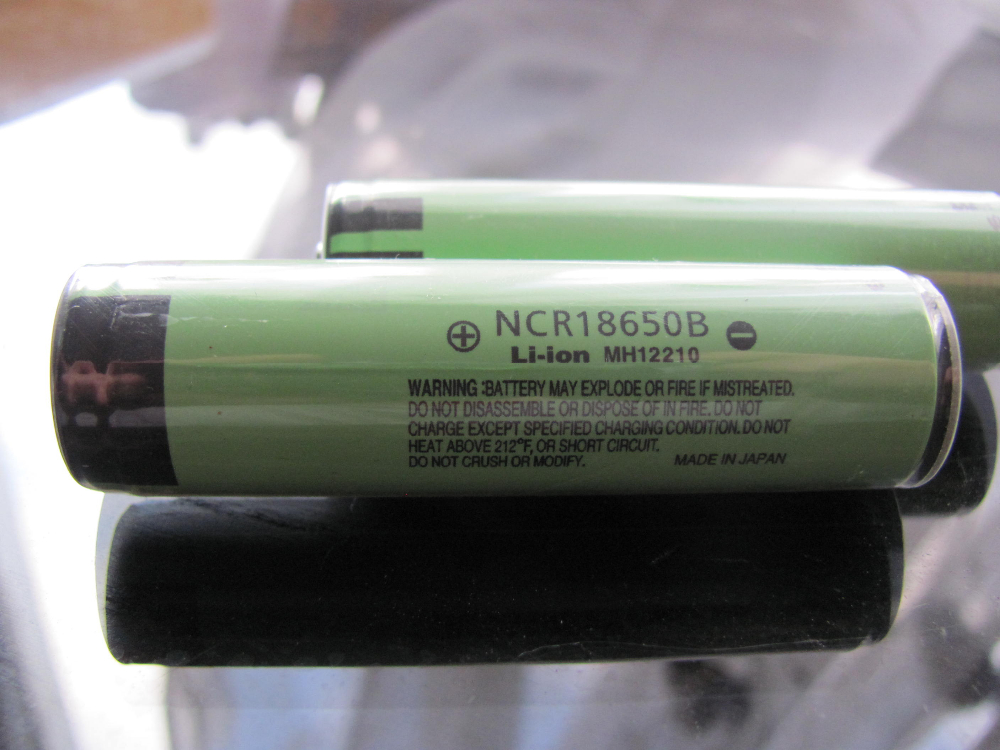 NCR18650B
Li-ion MH12210
WARNING :BATTERY MAY EXPLODE OR FIRE IF MISTREATED.
DO NOT DISASSEMBLE OR DISPOSE OF IN FIRE. DO NOT
CHARGE EXCEPT SPECIFIED CHARGING CONDITION. DO NOT
HEAT ABOVE 212°F, OR SHORT CIRCUIT.
DO NOT CRUSH OR MODIFY. MADE IN JAPAN